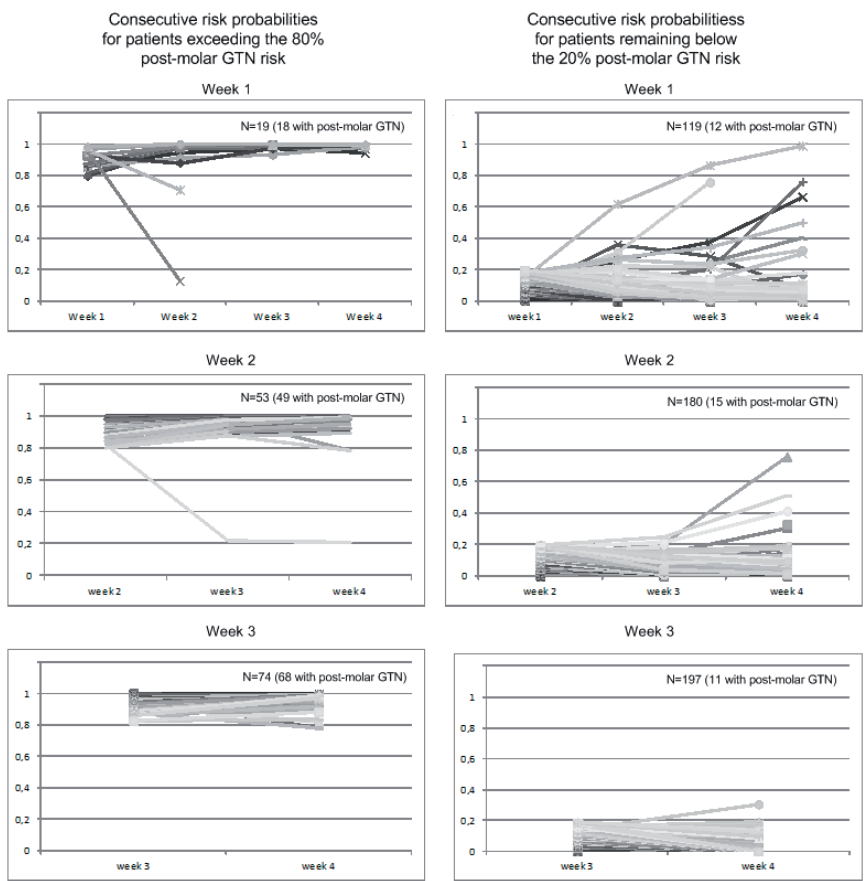 Consecutive risk probabilities
for patients exceeding the 80%
post-molar GTN risk
Consecutive risk probabilitiess
for patients remaining below
the 20% post-molar GTN risk
Week 1
N=19 (18 with post-molar GTN)
1
0,8
0,6
0,4
0,2
0
Week 1
Week 2
Week 3
Week 4
Week 1
N=119 (12 with post-molar GTN)
1
0,8
0,6
0,4
0,2
0
week 1
week 2
week 3
week 4
Week 2
N=53 (49 with post-molar GTN)
1
0,8
0,6
0,4
0,2
0
week 2
week 3
week 4
Week 2
N=180 (15 with post-molar GTN)
1
0,8
0,6
0,4
0,2
0
week 2
week 3
week 4
Week 3
N=74 (68 with post-molar GTN)
1
0,8
0,6
0,4
0,2
0
week 3
week 4
Week 3
N=197 (11 with post-molar GTN)
1
0,8
0,6
0,4
0,2
0
week 3
week 4